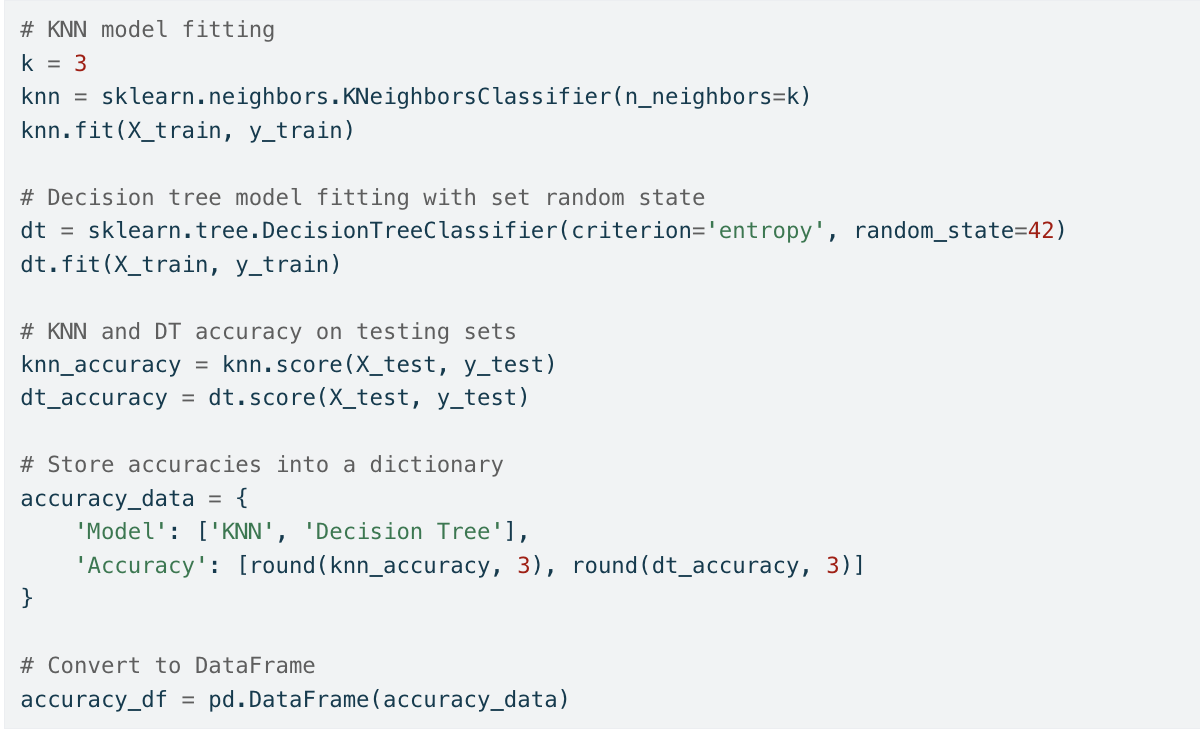 # KNN model fitting
k = 3
knn = sklearn.neighbors.KNeighborsClassifier(n_neighbors=k)
knn.fit(X_train, y_train)

# Decision tree model fitting with set random state
dt = sklearn.tree.DecisionTreeClassifier(criterion='entropy', random_state=42)
dt.fit(X_train, y_train)

# KNN and DT accuracy on testing sets
knn_accuracy = knn.score(X_test, y_test)
dt_accuracy = dt.score(X_test, y_test)

# Store accuracies into a dictionary
accuracy_data = {
    'Model': ['KNN', 'Decision Tree'],
    'Accuracy': [round(knn_accuracy, 3), round(dt_accuracy, 3)]
}

# Convert to DataFrame
accuracy_df = pd.DataFrame(accuracy_data)